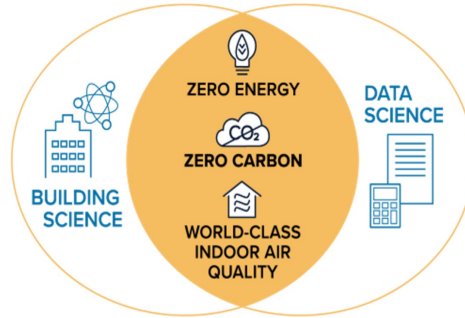 ZERO ENERGY
CO₂
ZERO CARBON
WORLD-CLASS
INDOOR AIR
QUALITY
BUILDING
SCIENCE
DATA
SCIENCE